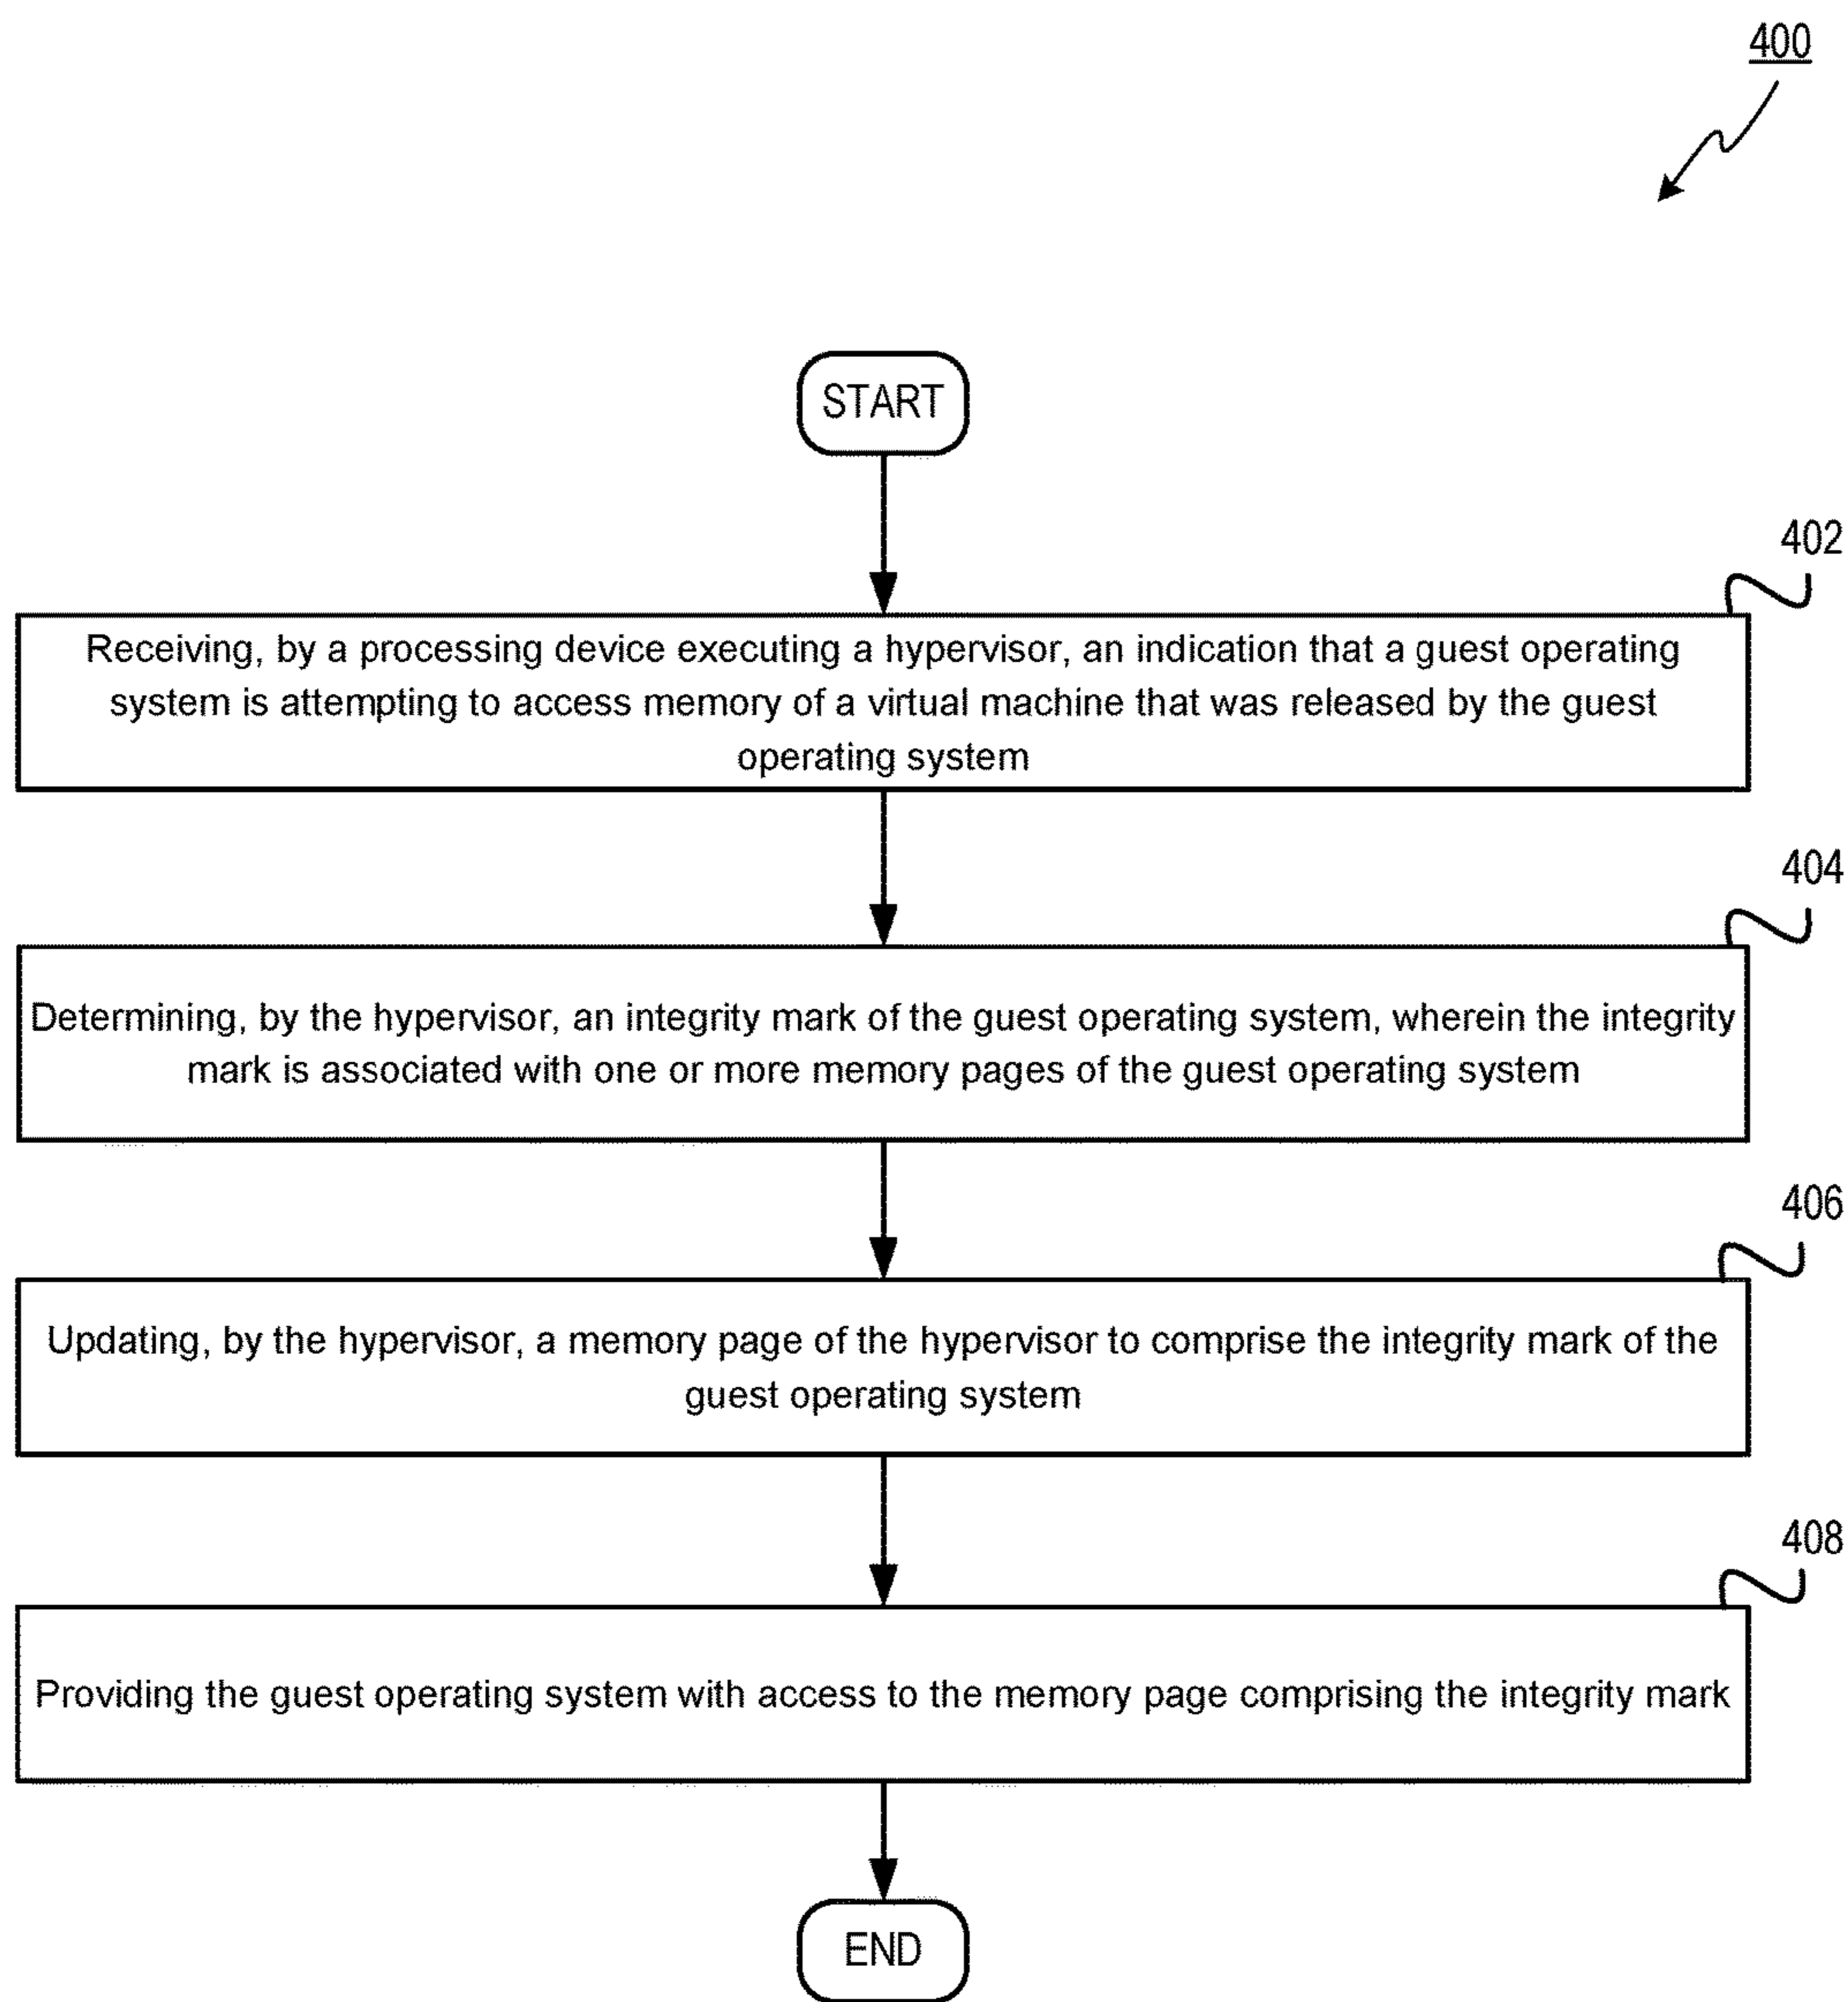 400
START
402
Receiving, by a processing device executing a hypervisor, an indication that a guest operating
system is attempting to access memory of a virtual machine that was released by the guest
operating system
404
Determining, by the hypervisor, an integrity mark of the guest operating system, wherein the integrity
mark is associated with one or more memory pages of the guest operating system
406
Updating, by the hypervisor, a memory page of the hypervisor to comprise the integrity mark of the
guest operating system
408
Providing the guest operating system with access to the memory page comprising the integrity mark
END